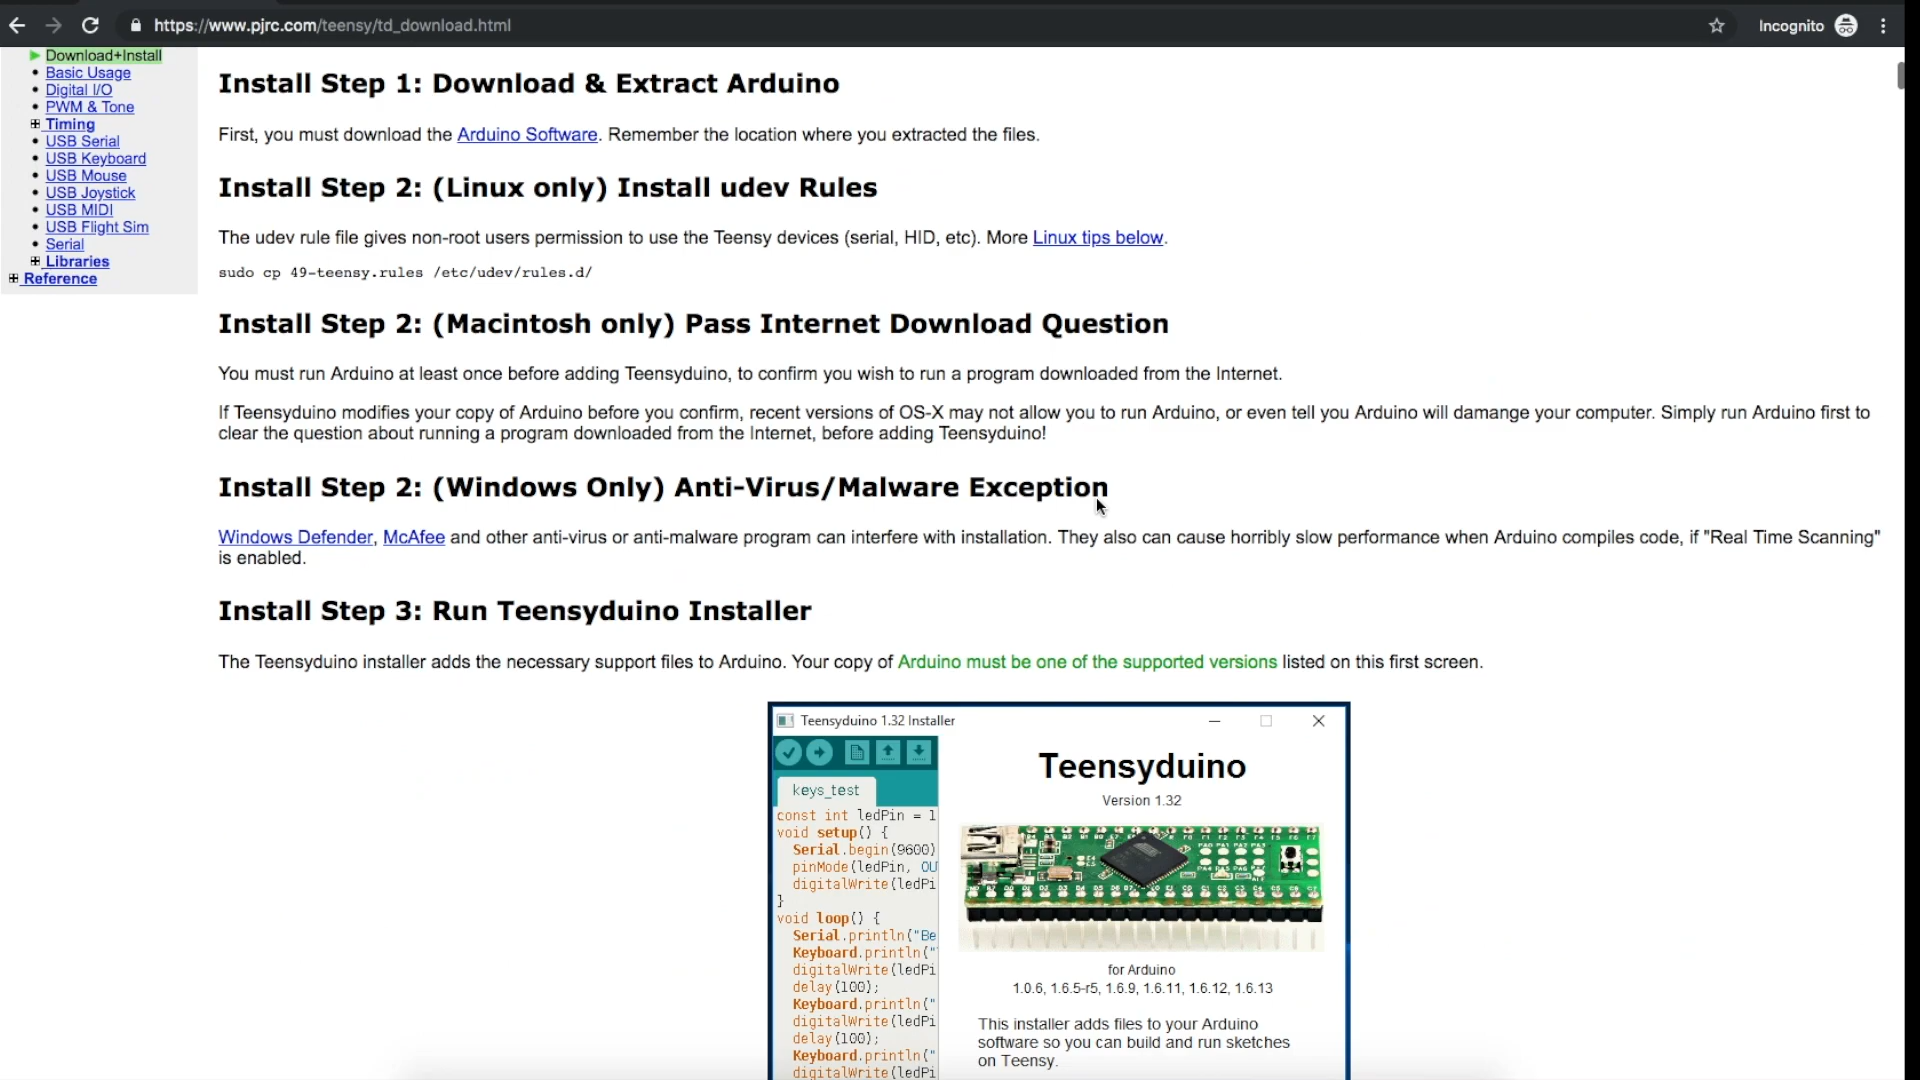 https://www.pjrc.com/teensy/td_download.html
Incognito
Download+Install
Basic Usage
Digital I/O
PWM & Tone
Timing
USB Serial
USB Keyboard
USB Mouse
USB Joystick
USB MIDI
USB Flight Sim
Serial
Libraries
Reference
Install Step 1: Download & Extract Arduino
First, you must download the Arduino Software. Remember the location where you extracted the files.
Install Step 2: (Linux only) Install udev Rules
The udev rule file gives non-root users permission to use the Teensy devices (serial, HID, etc). More Linux tips below.
sudo cp 49-teensy.rules /etc/udev/rules.d/
Install Step 2: (Macintosh only) Pass Internet Download Question
You must run Arduino at least once before adding Teensyduino, to confirm you wish to run a program downloaded from the Internet.
If Teensyduino modifies your copy of Arduino before you confirm, recent versions of OS-X may not allow you to run Arduino, or even tell you Arduino will damange your computer. Simply run Arduino first to
clear the question about running a program downloaded from the Internet, before adding Teensyduino!
Install Step 2: (Windows Only) Anti-Virus/Malware Exception
Windows Defender, McAfee and other anti-virus or anti-malware program can interfere with installation. They also can cause horribly slow performance when Arduino compiles code, if "Real Time Scanning"
is enabled.
Install Step 3: Run Teensyduino Installer
The Teensyduino installer adds the necessary support files to Arduino. Your copy of Arduino must be one of the supported versions listed on this first screen.
Teensyduino 1.32 Installer
keys_test
const int ledPin = 1
void setup() {
Serial.begin(9600)
pinMode(ledPin, OU
digitalWrite(ledPi
}
void loop() {
Serial.println("Be
Keyboard.println("
digitalWrite(ledPi
delay(100);
Keyboard.println("
digitalWrite(ledPi
delay(100);
Keyboard.println("
digitalWrite(ledPi
Teensyduino
Version 1.32
for Arduino
1.0.6, 1.6.5-r5, 1.6.9, 1.6.11, 1.6.12, 1.6.13
This installer adds files to your Arduino
software so you can build and run sketches
on Teensy.